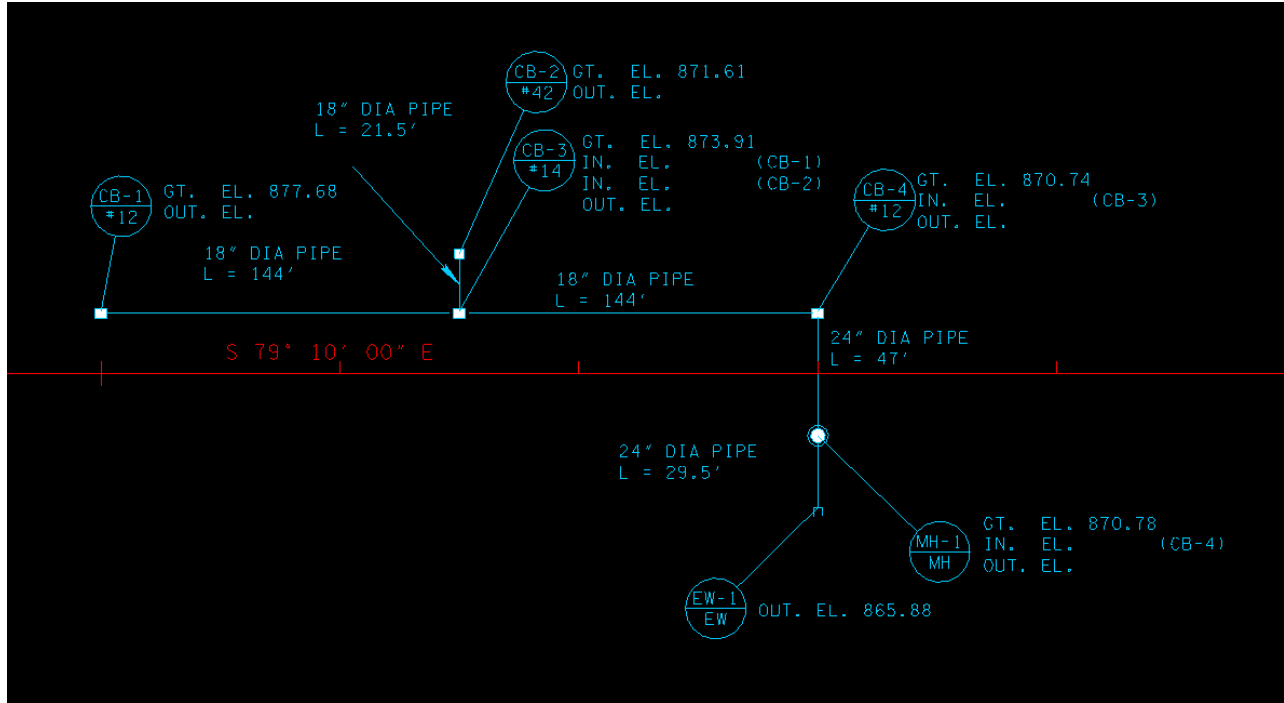 CB-2
#42
GT. EL. 871.61
OUT. EL.
18" DIA PIPE
L = 21.5'
CB-3
#14
GT. EL. 873.91
IN. EL. (CB-1)
IN. EL. (CB-2)
OUT. EL.
CB-1
#12
GT. EL. 877.68
OUT. EL.
CB-4
#12
GT. EL. 870.74
IN. EL. (CB-3)
OUT. EL.
18" DIA PIPE
L = 144'
18" DIA PIPE
L = 144'
S 79° 10' 00" E
24" DIA PIPE
L = 47'
24" DIA PIPE
L = 29.5'
MH-1
MH
GT. EL. 870.78
IN. EL. (CB-4)
OUT. EL.
EW-1
EW
OUT. EL. 865.88